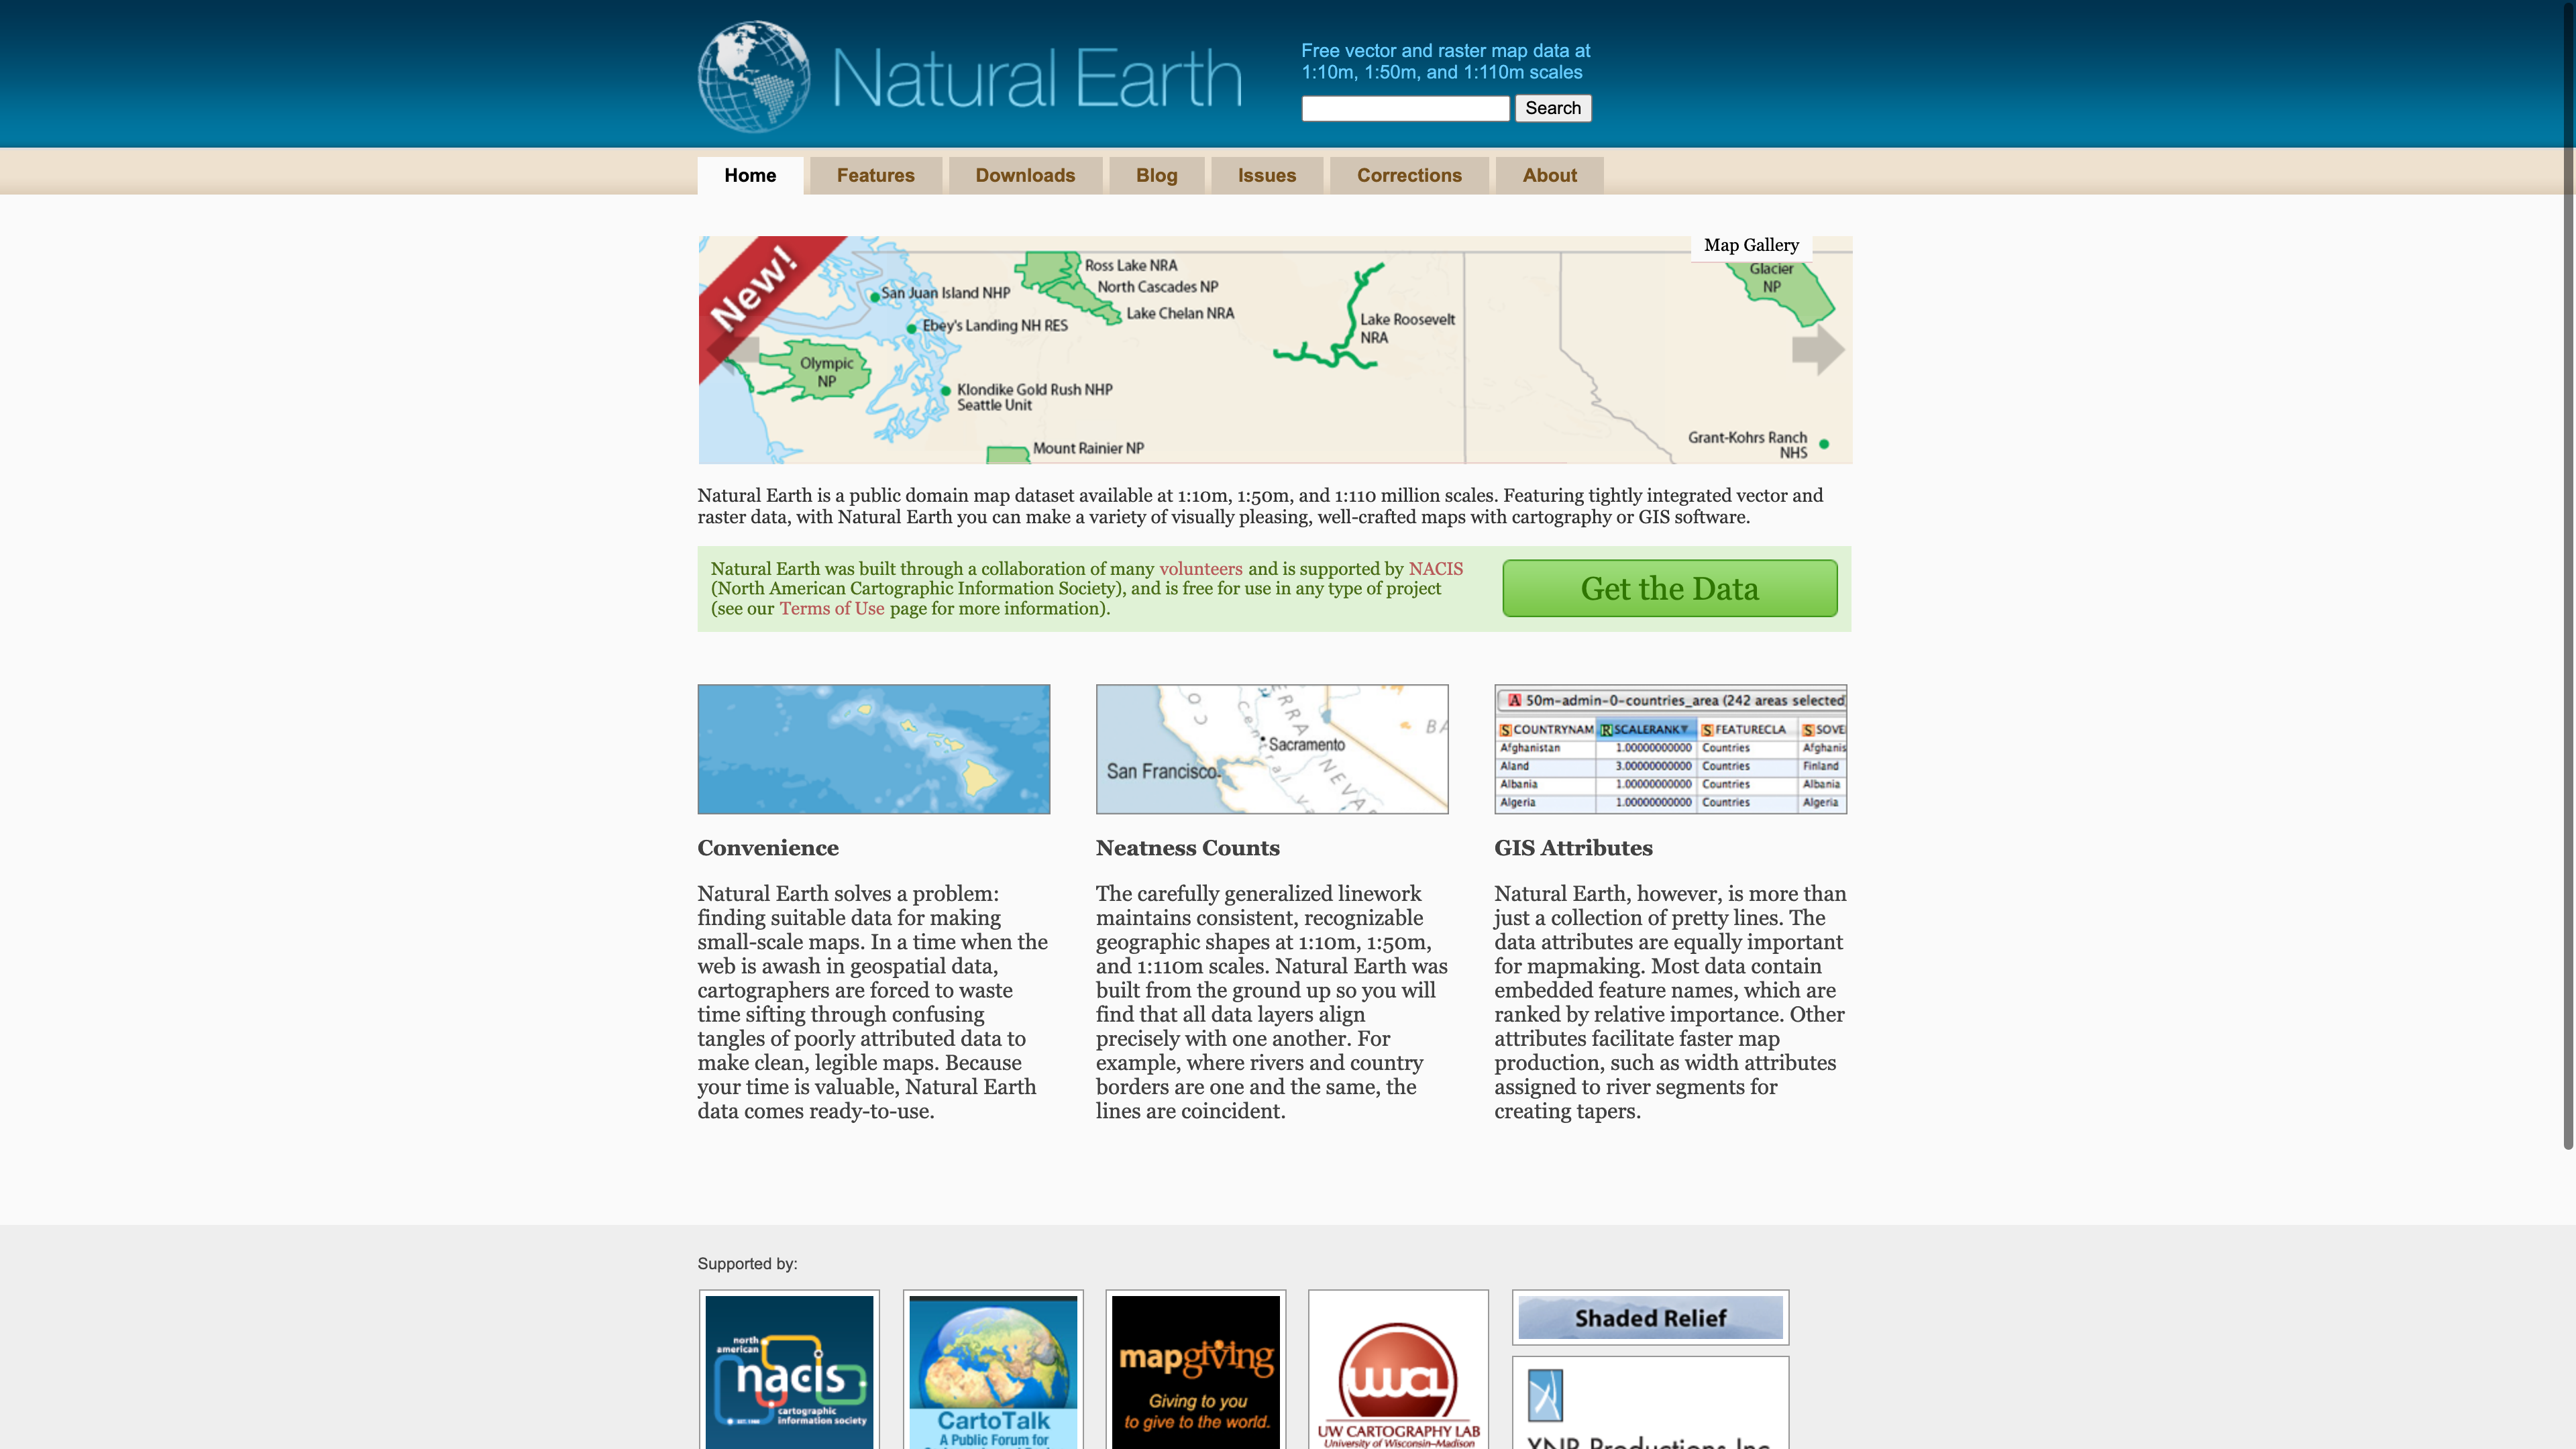 Natural Earth
Free vector and raster map data at
1:10m, 1:50m, and 1:110m scales
Search
Home
Features
Downloads
Blog
Issues
Corrections
About
New!
Map Gallery
Ross Lake NRA
North Cascades NP
Lake Chelan NRA
San Juan Island NHP
Ebey's Landing NH RES
Olympic
NP
Klondike Gold Rush NHP
Seattle Unit
Mount Rainier NP
Lake Roosevelt
NRA
Glacier
NP
Grant-Kohrs Ranch
NHS
Natural Earth is a public domain map dataset available at 1:10m, 1:50m, and 1:110 million scales. Featuring tightly integrated vector and
raster data, with Natural Earth you can make a variety of visually pleasing, well-crafted maps with cartography or GIS software.
Natural Earth was built through a collaboration of many volunteers and is supported by NACIS
(North American Cartographic Information Society), and is free for use in any type of project
(see our Terms of Use page for more information).
Get the Data
San Francisco
Sacramento
Central
NEVA
BA
A 50m-admin-0-countries_area (242 areas selected
S COUNTRYNAM R SCALERANK S FEATURECLA S SOVE
Afghanistan 1.00000000000 Countries Afghanis
Aland 3.00000000000 Countries Finland
Albania 1.00000000000 Countries Albania
Algeria 1.00000000000 Countries Algeria
Convenience
Natural Earth solves a problem:
finding suitable data for making
small-scale maps. In a time when the
web is awash in geospatial data,
cartographers are forced to waste
time sifting through confusing
tangles of poorly attributed data to
make clean, legible maps. Because
your time is valuable, Natural Earth
data comes ready-to-use.
Neatness Counts
The carefully generalized linework
maintains consistent, recognizable
geographic shapes at 1:10m, 1:50m,
and 1:110m scales. Natural Earth was
built from the ground up so you will
find that all data layers align
precisely with one another. For
example, where rivers and country
borders are one and the same, the
lines are coincident.
GIS Attributes
Natural Earth, however, is more than
just a collection of pretty lines. The
data attributes are equally important
for mapmaking. Most data contain
embedded feature names, which are
ranked by relative importance. Other
attributes facilitate faster map
production, such as width attributes
assigned to river segments for
creating tapers.
Supported by:
north
american
nacis
cartographic
information society
EST. 1980
CartoTalk
A Public Forum for
mapgiving
Giving to you
to give to the world.
UWCL
UW CARTOGRAPHY LAB
University of Wisconsin–Madison
Shaded Relief
XNR Productions Inc